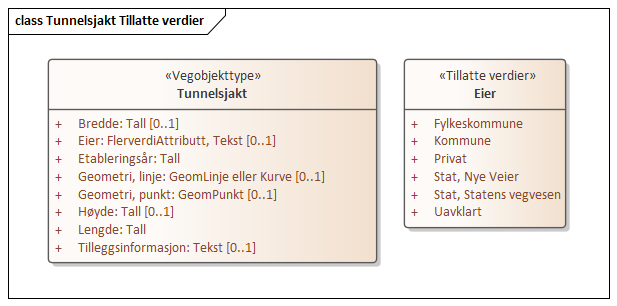 class Tunnelsjakt Tillatte verdier
«Vegobjekttype»
Tunnelsjakt
+ Bredde: Tall [0..1]
+ Eier: FlerverdiAttributt, Tekst [0..1]
+ Etableringsår: Tall
+ Geometri, linje: GeomLinje eller Kurve [0..1]
+ Geometri, punkt: GeomPunkt [0..1]
+ Høyde: Tall [0..1]
+ Lengde: Tall
+ Tilleggsinformasjon: Tekst [0..1]
«Tillatte verdier»
Eier
+ Fylkeskommune
+ Kommune
+ Privat
+ Stat, Nye Veier
+ Stat, Statens vegvesen
+ Uavklart